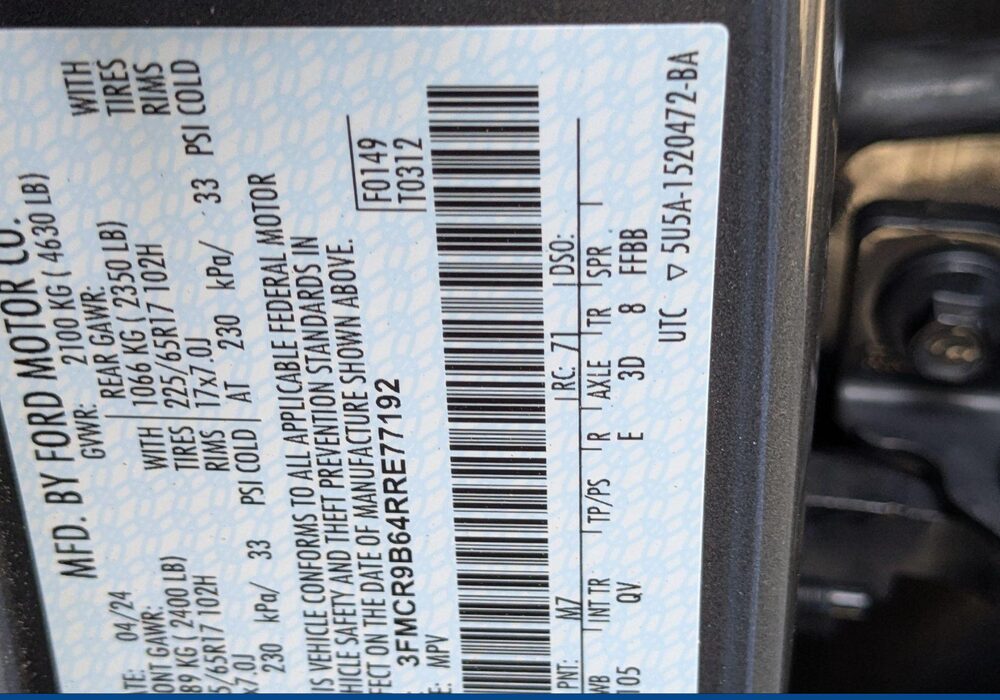 MFD. BY FORD MOTOR CO.
TE: 04/24 GVWR: 2100 KG ( 4630 LB)
ONT GAWR: REAR GAWR:
89 KG ( 2400 LB) WITH 1066 KG ( 2350 LB) WITH
5/65R17 102H TIRES 225/65R17 102H TIRES
x7.0J RIMS 17x7.0J RIMS
230 kPa/ 33 PSI COLD AT 230 kPa/ 33 PSI COLD
IS VEHICLE CONFORMS TO ALL APPLICABLE FEDERAL MOTOR
HICLE SAFETY AND THEFT PREVENTION STANDARDS IN
FECT ON THE DATE OF MANUFACTURE SHOWN ABOVE.
F0149
T0312
3FMCR9B64RRE77192
E: MPV
PNT: M7 RC: 71 DSO:
WB INT TR TP/PS R AXLE TR SPR
105 QV E 3D 8 FFBB
UTC ▽ 5U5A-1520472-BA